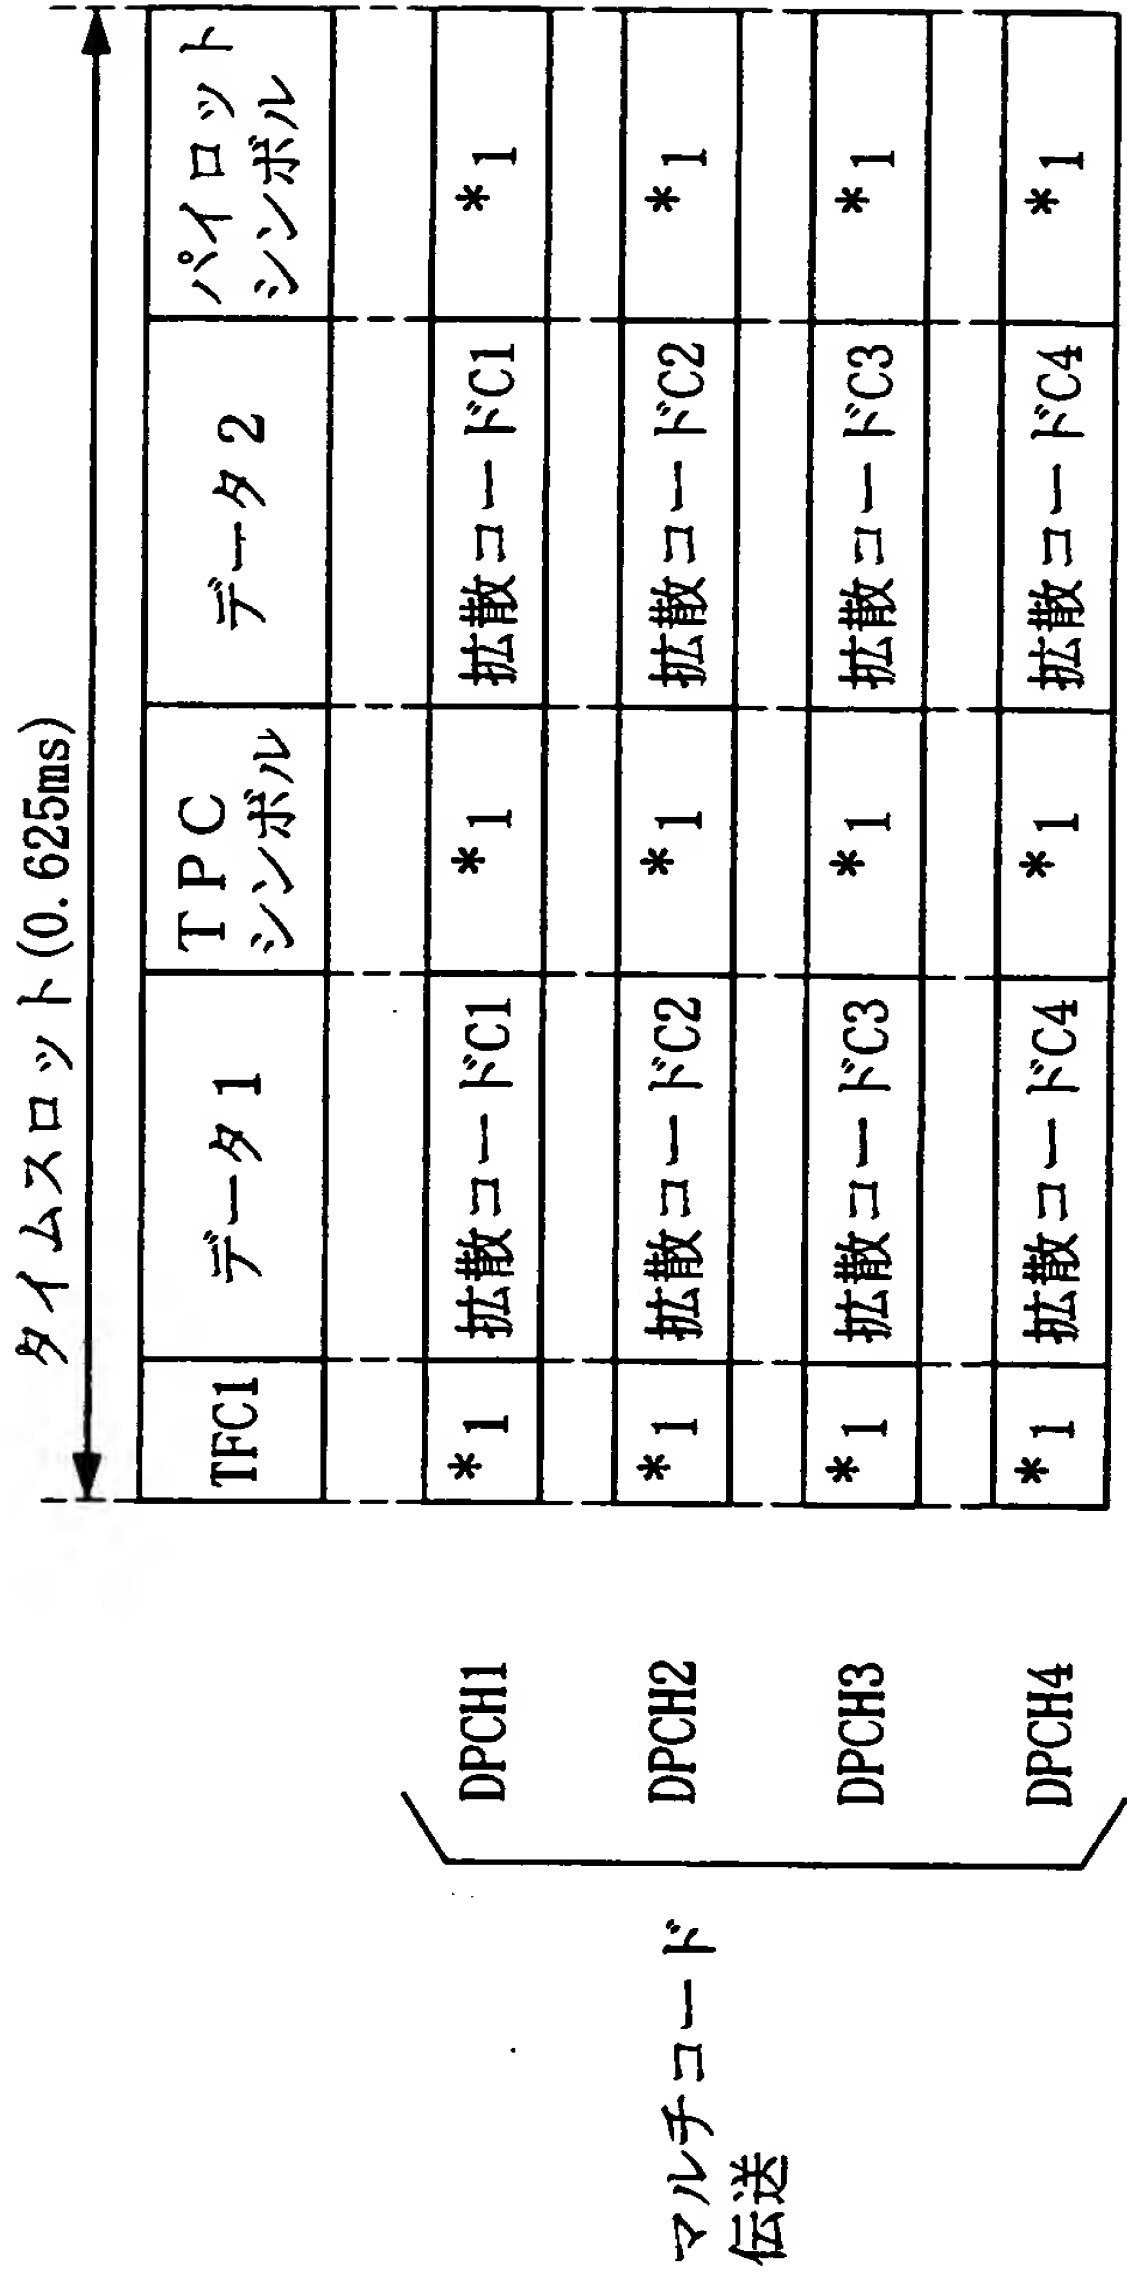 タイムスロット(0.625ms)
TFC1 データ1 TPCシンボル データ2 パイロットシンボル
マルチコード伝送
DPCH1 *1 拡散コードC1 *1 拡散コードC1 *1
DPCH2 *1 拡散コードC2 *1 拡散コードC2 *1
DPCH3 *1 拡散コードC3 *1 拡散コードC3 *1
DPCH4 *1 拡散コードC4 *1 拡散コードC4 *1